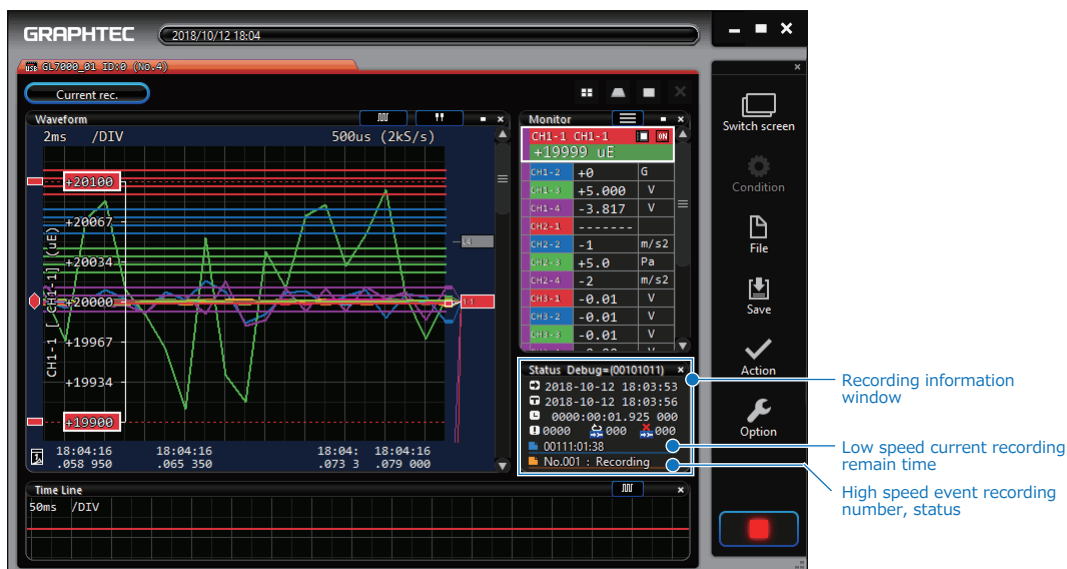 GRAPHTEC
2018/10/12 18:04
USB GL7000_01 ID:0 (No.4)
Current rec.
Waveform
2ms /DIV
500us (2kS/s)
+20100
+20067
+20034
+20000
+19967
+19934
+19900
CH1-1 [ CH1-1] (uE)
1-1
18:04:16
.058 950
18:04:16
.065 350
18:04:16
.073 3
18:04:16
.079 000
Monitor
CH1-1 CH1-1 ON
+19999 uE
CH1-2 +0 G
CH1-3 +5.000 V
CH1-4 -3.817 V
CH2-1 -------
CH2-2 -1 m/s2
CH2-3 +5.0 Pa
CH2-4 -2 m/s2
CH3-1 -0.01 V
CH3-2 -0.01 V
CH3-3 -0.01 V
Status Debug=(00101011)
2018-10-12 18:03:53
2018-10-12 18:03:56
0000:00:01.925 000
0000 000 000
00111:01:38
No.001 : Recording
Time Line
50ms /DIV
Switch screen
Condition
File
Save
Action
Option
Recording information
window
Low speed current recording
remain time
High speed event recording
number, status